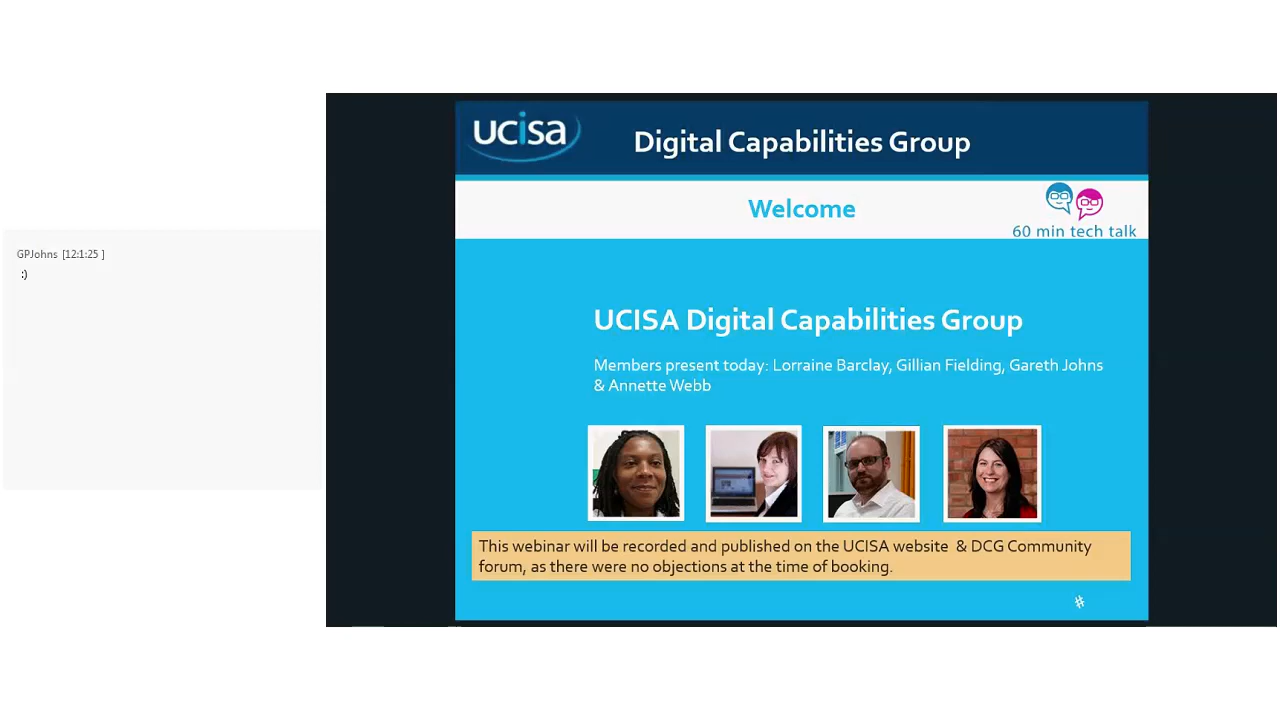 GPJohns [12:1:25 ]
:)
ucisa
Digital Capabilities Group
Welcome
60 min tech talk
UCISA Digital Capabilities Group
Members present today: Lorraine Barclay, Gillian Fielding, Gareth Johns
& Annette Webb
This webinar will be recorded and published on the UCISA website & DCG Community
forum, as there were no objections at the time of booking.
#